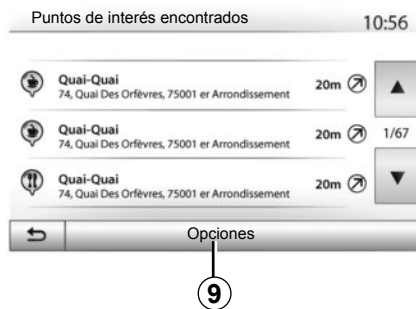 Puntos de interés encontrados 10:56
Quai-Quai
74, Quai Des Orfèvres, 75001 er Arrondissement 20m
Quai-Quai
74, Quai Des Orfèvres, 75001 er Arrondissement 20m 1/67
Quai-Quai
74, Quai Des Orfèvres, 75001 er Arrondissement 20m
Opciones
9